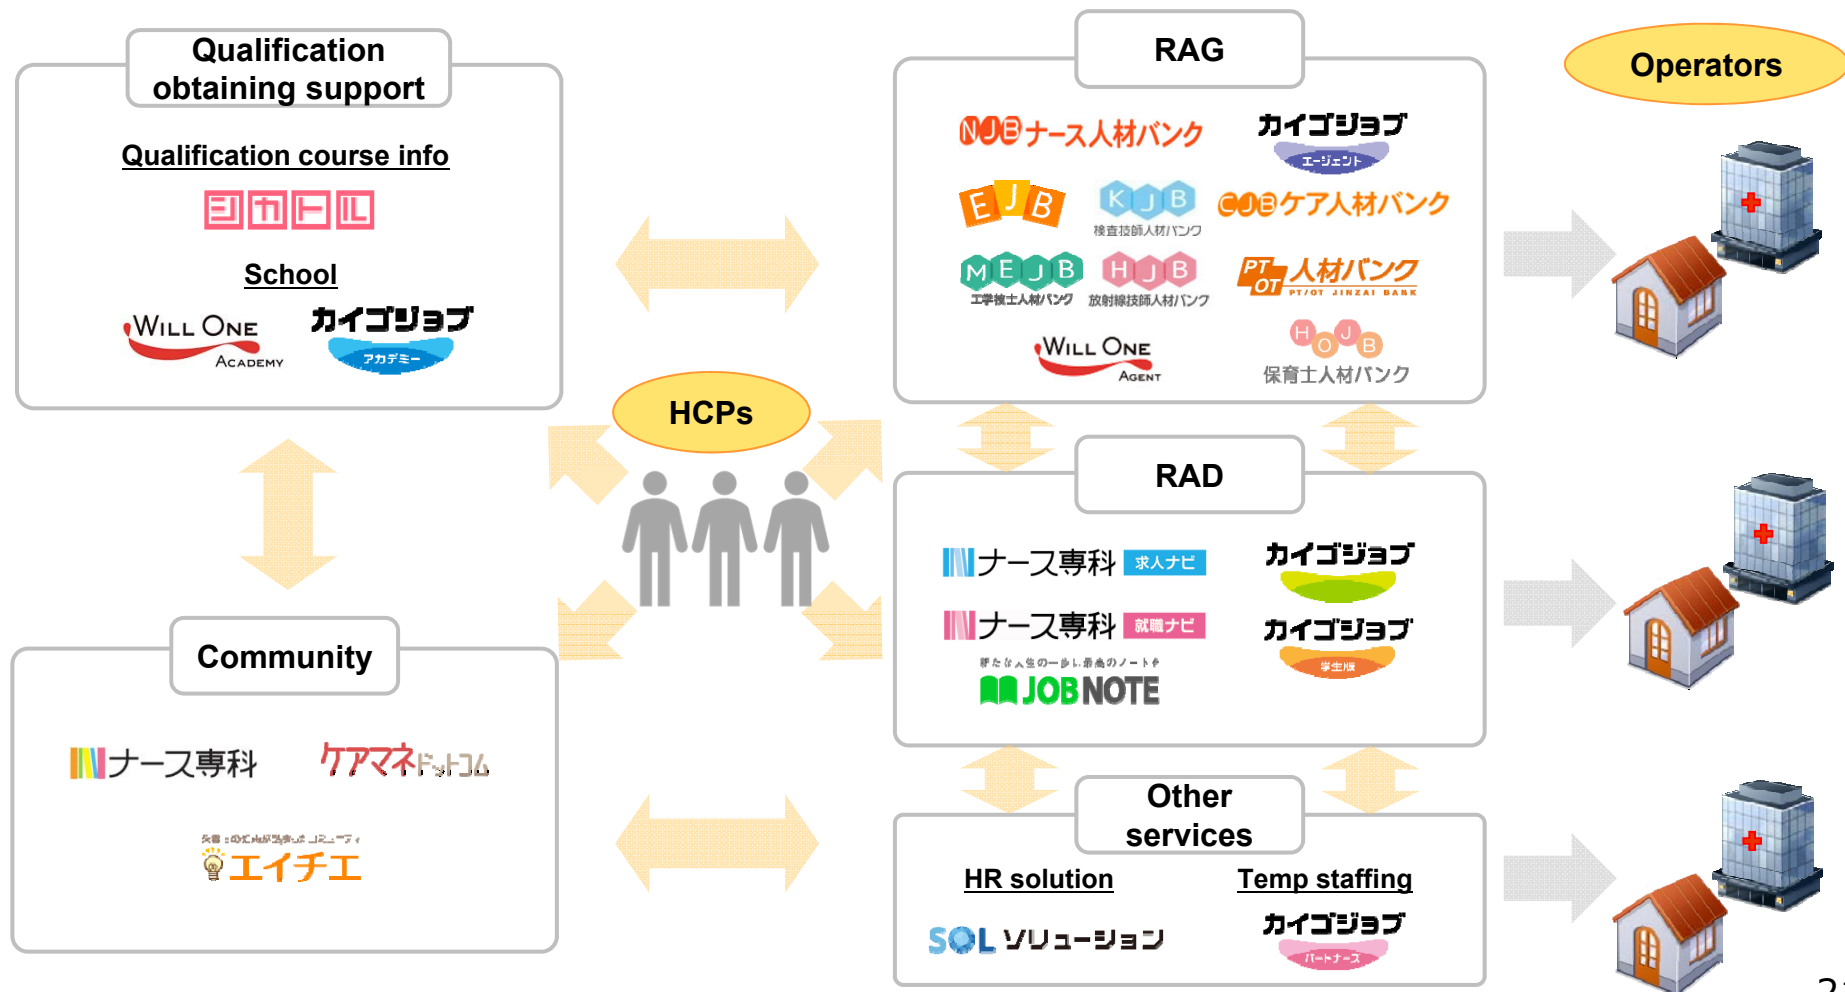 Qualification
obtaining support
Qualification course info
シカトル
School
WILL ONE
ACADEMY
カイゴジョブ
アカデミー
Community
ナース専科
ケアマネドットコム
エイチエ
HCPs
RAG
NJB ナース人材バンク
カイゴジョブ
エージェント
EJB
KJB
検査技師人材バンク
CJB ケア人材バンク
MEJB
工学技士人材バンク
HJB
放射線技師人材バンク
PT OT 人材バンク
PT/OT JINZAI BANK
WILL ONE
AGENT
HOJB
保育士人材バンク
RAD
ナース専科 求人ナビ
カイゴジョブ
ナース専科 就職ナビ
カイゴジョブ
学生版
JOB NOTE
Other
services
HR solution
SOL ソリューション
Temp staffing
カイゴジョブ
パートナーズ
Operators